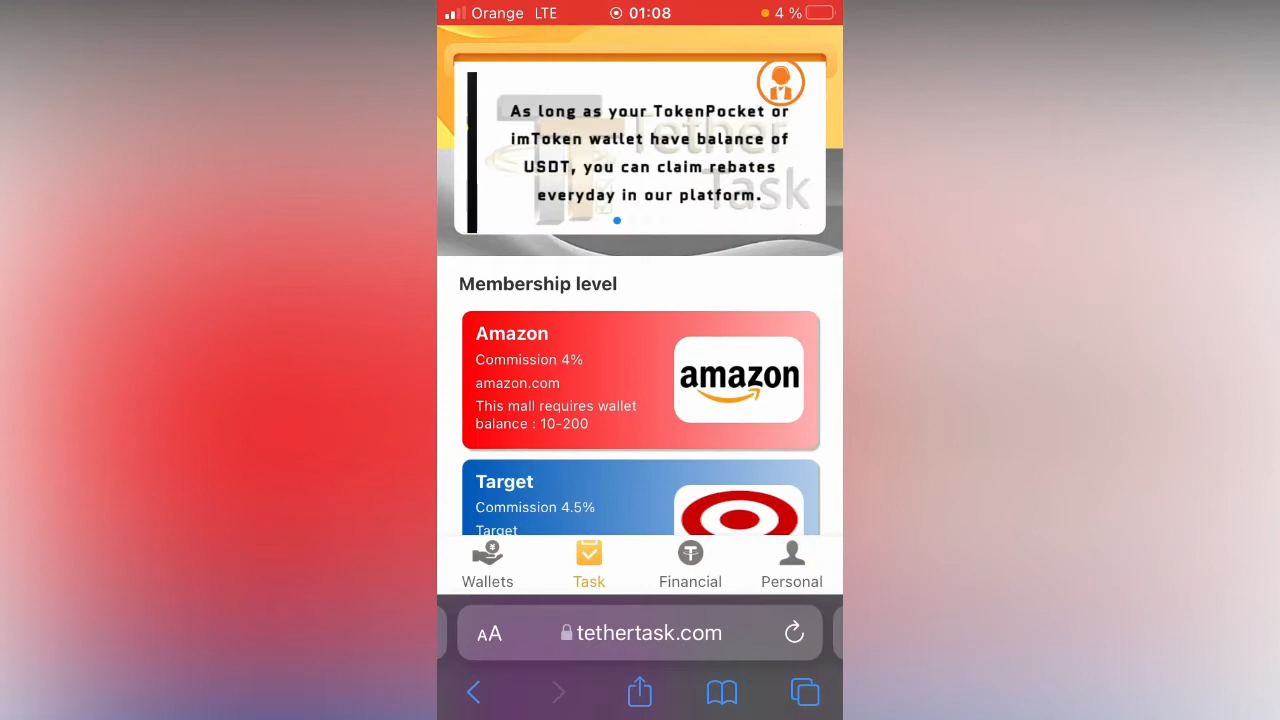 Orange LTE 01:08 4 %
As long as your TokenPocket or
imToken wallet have balance of
USDT, you can claim rebates
everyday in our platform.
Tether
Task
Membership level
Amazon
Commission 4%
amazon.com
This mall requires wallet
balance : 10-200
amazon
Target
Commission 4.5%
Target
Wallets Task Financial Personal
AA tethertask.com